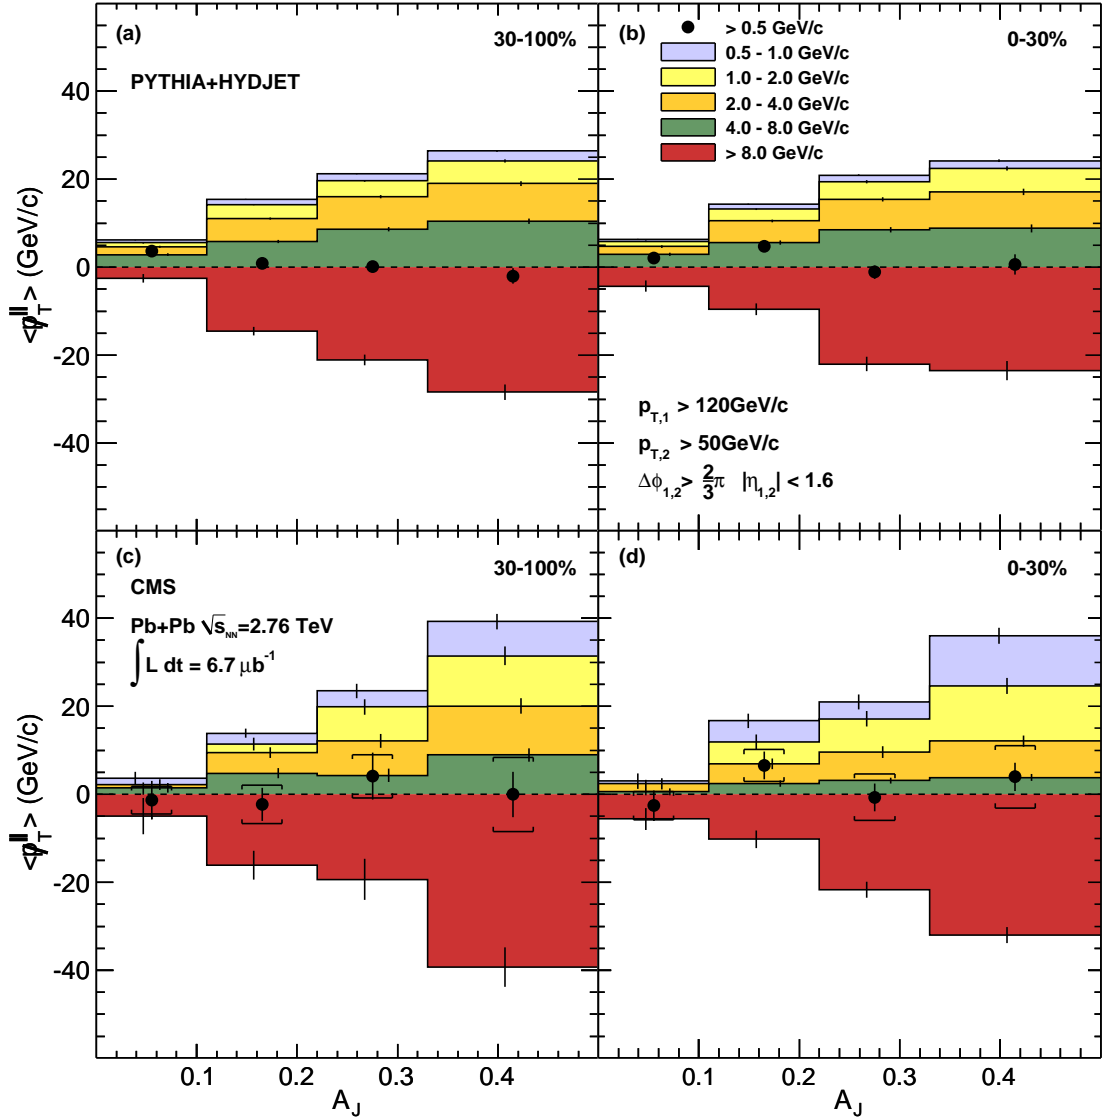 (a)
30-100%
PYTHIA+HYDJET
40
20
0
-20
-40
<p̸_T^||> (GeV/c)
(b)
0-30%
> 0.5 GeV/c
0.5 - 1.0 GeV/c
1.0 - 2.0 GeV/c
2.0 - 4.0 GeV/c
4.0 - 8.0 GeV/c
> 8.0 GeV/c
p_T,1 > 120GeV/c
p_T,2 > 50GeV/c
Δϕ_1,2 > 2/3 π |η_1,2| < 1.6
(c)
30-100%
CMS
Pb+Pb √s_NN=2.76 TeV
∫ L dt = 6.7 μb^-1
40
20
0
-20
-40
<p̸_T^||> (GeV/c)
0.1 0.2 0.3 0.4
A_J
(d)
0-30%
0.1 0.2 0.3 0.4
A_J